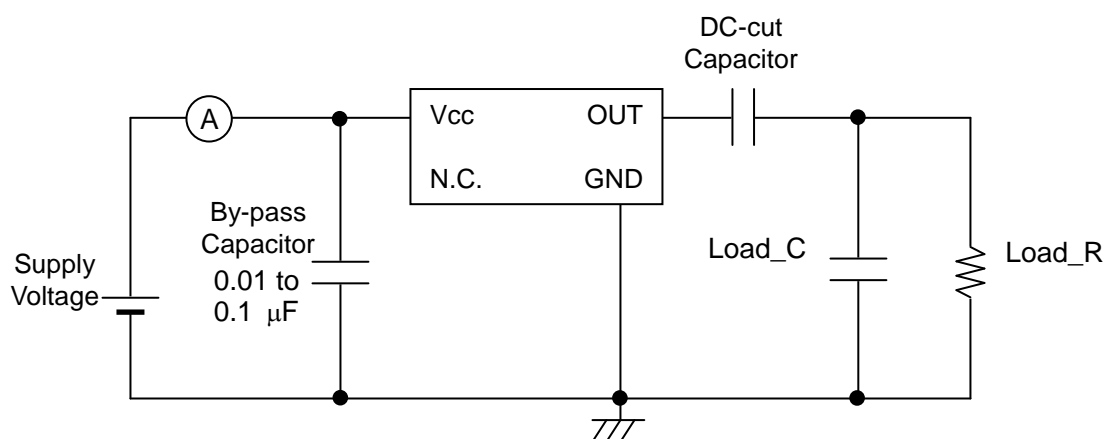 DC-cut
Capacitor
A
Vcc
OUT
N.C.
GND
By-pass
Capacitor
0.01 to
0.1 μF
Supply
Voltage
Load_C
Load_R